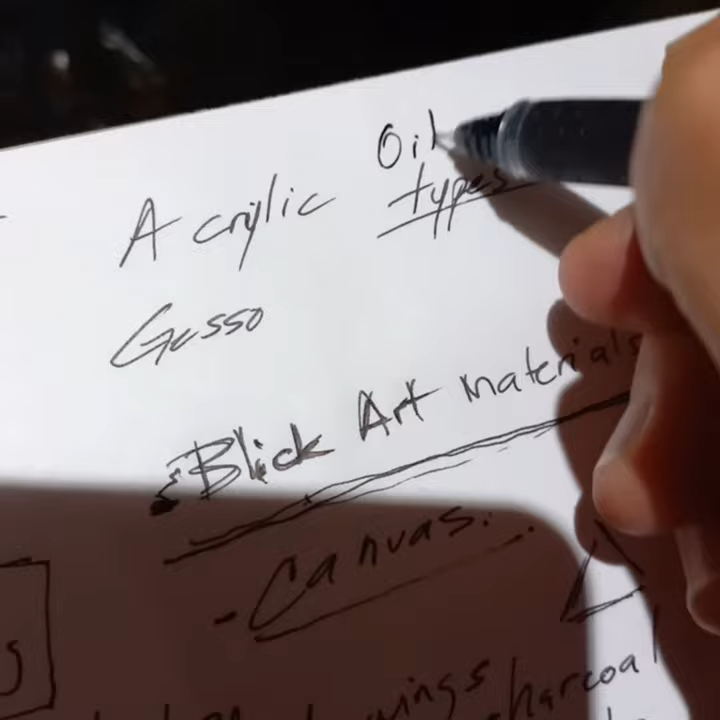 Oil
Acrylic types
Gesso
Blick Art Materials
- Canvas.
charcoal